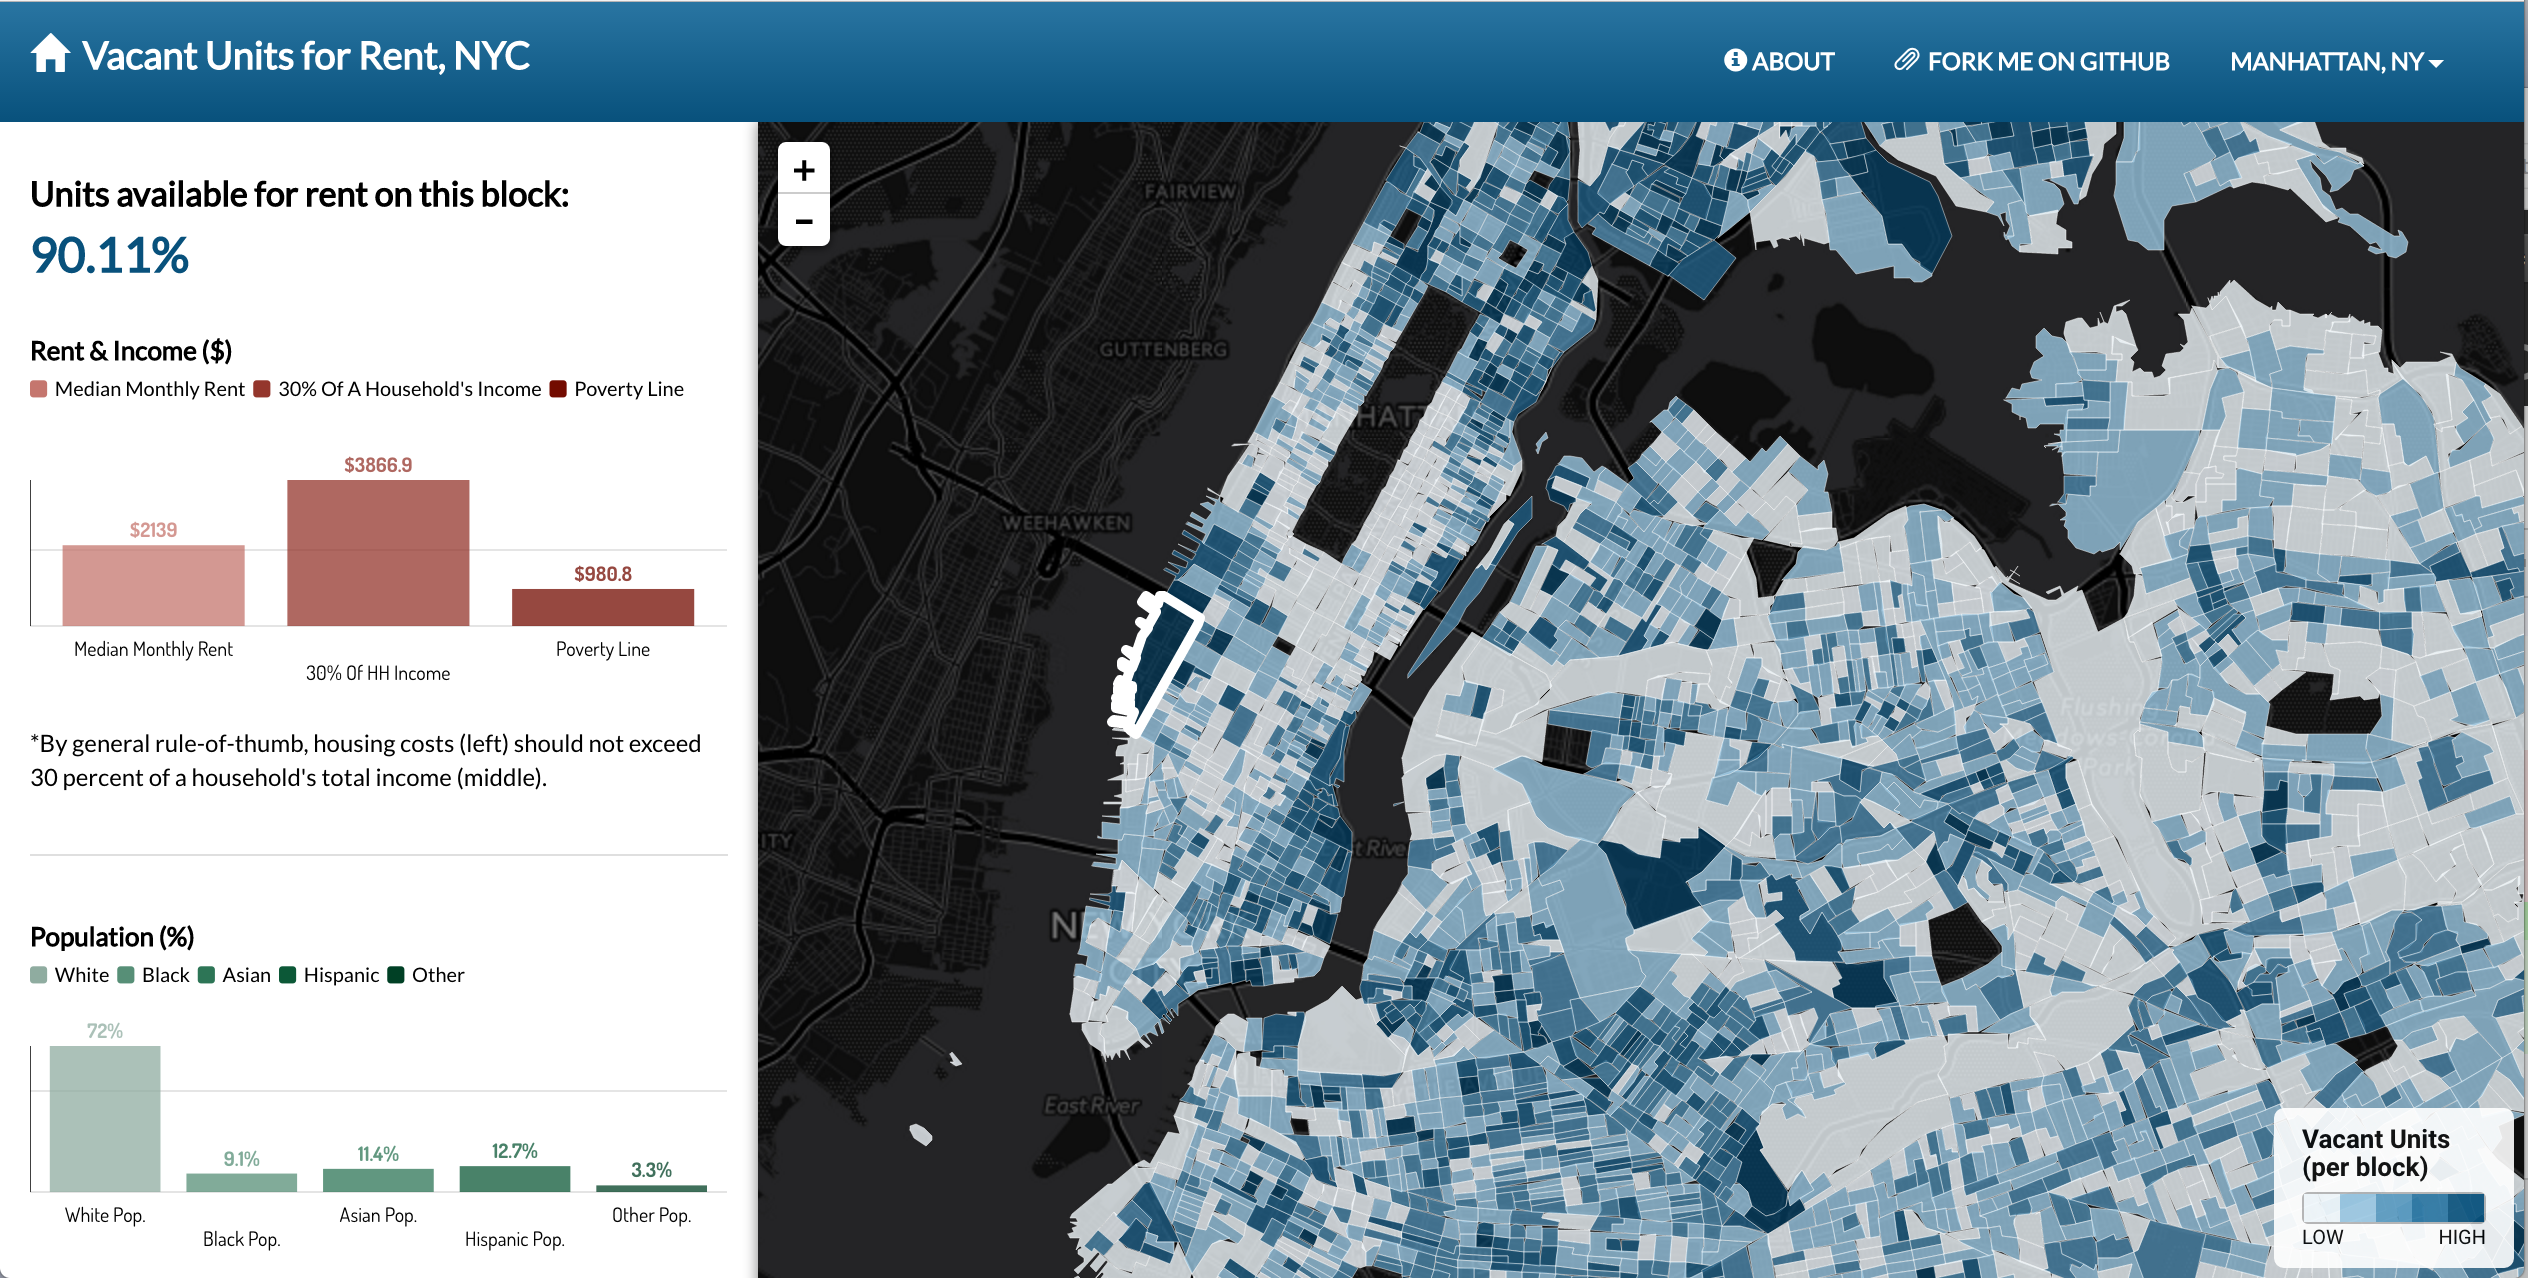 Vacant Units for Rent, NYC
ABOUT
FORK ME ON GITHUB
MANHATTAN, NY
Units available for rent on this block:
90.11%
Rent & Income ($)
Median Monthly Rent 30% Of A Household's Income Poverty Line
$2139
$3866.9
$980.8
Median Monthly Rent
30% Of HH Income
Poverty Line
*By general rule-of-thumb, housing costs (left) should not exceed
30 percent of a household's total income (middle).
Population (%)
White Black Asian Hispanic Other
72%
9.1%
11.4%
12.7%
3.3%
White Pop.
Black Pop.
Asian Pop.
Hispanic Pop.
Other Pop.
+
−
FAIRVIEW
GUTTENBERG
WEEHAWKEN
Flushing
Park
East River
Vacant Units
(per block)
LOW HIGH